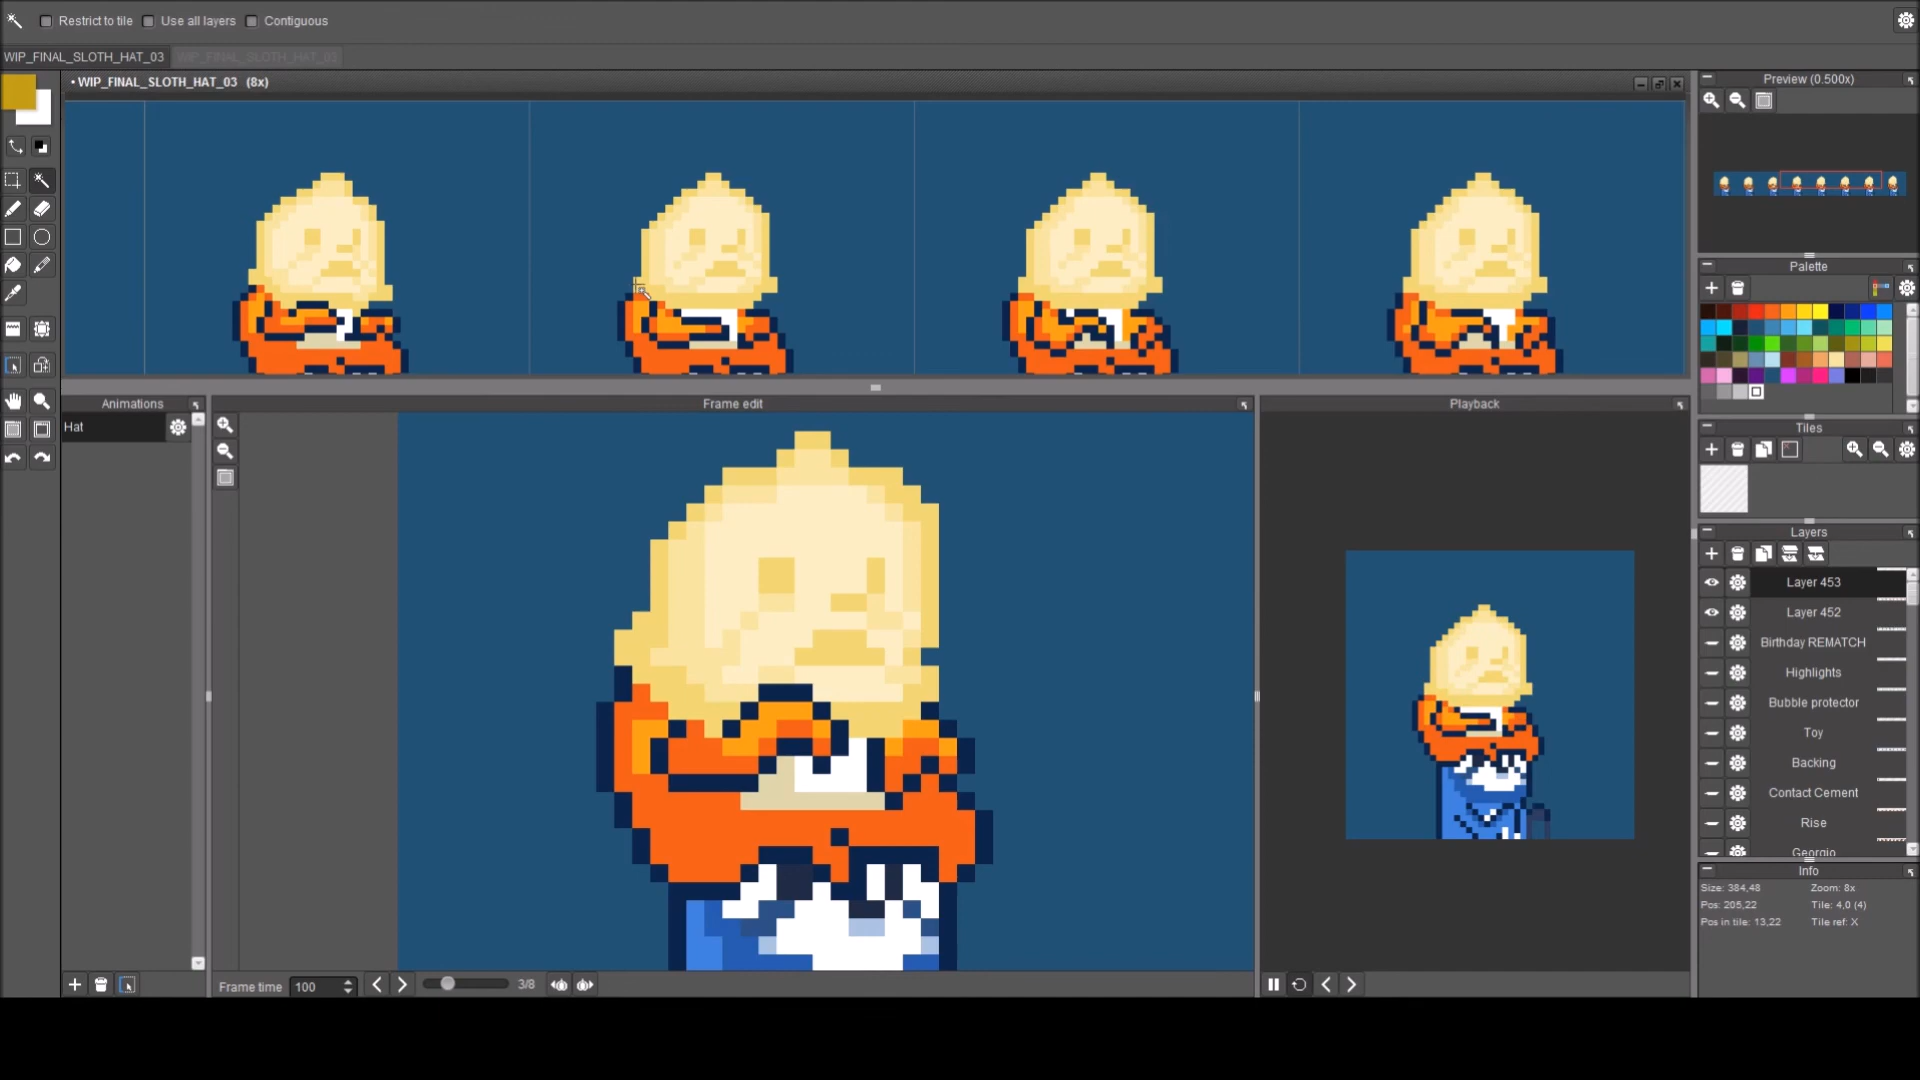 Restrict to tile Use all layers Contiguous
WIP_FINAL_SLOTH_HAT_03 WIP_FINAL_SLOTH_HAT_03
• WIP_FINAL_SLOTH_HAT_03 (8x)
Preview (0.500x)
Palette
Animations
Hat
Frame edit
Playback
Tiles
Layers
Layer 453
Layer 452
Birthday REMATCH
Highlights
Bubble protector
Toy
Backing
Contact Cement
Rise
Georgio
Info
Size: 384,48 Zoom: 8x
Pos: 205,22 Tile: 4,0 (4)
Pos in tile: 13,22 Tile ref: X
Frame time 100 3/8